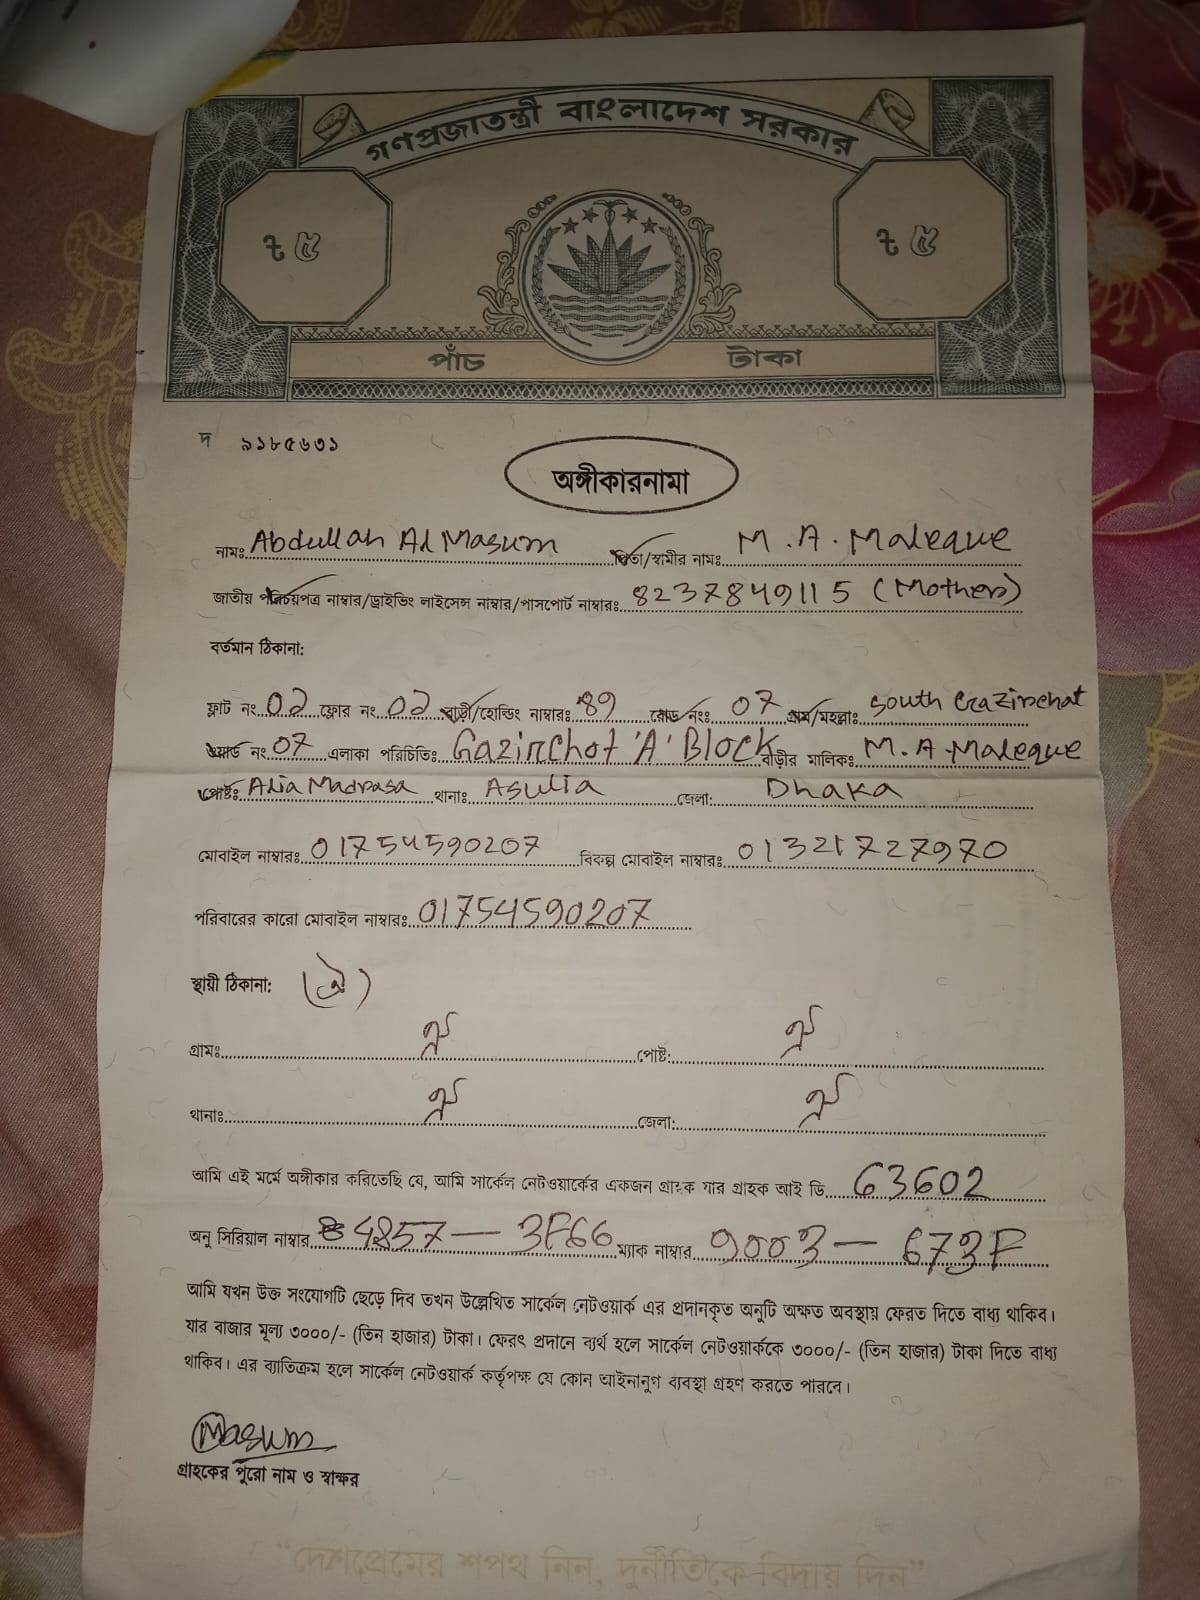 গণপ্রজাতন্ত্রী বাংলাদেশ সরকার
৳ ৫ ৳ ৫
পাঁচ টাকা
দ ৯১৮৫৬৩১
অঙ্গীকারনামা
নামঃ Abdullah Al Masum পিতা/স্বামীর নামঃ M. A. Maleque
জাতীয় পরিচয়পত্র নাম্বার/ড্রাইভিং লাইসেন্স নাম্বার/পাসপোর্ট নাম্বারঃ 8237849115 (Mother)
বর্তমান ঠিকানা:
ফ্লাট নং ফ্লোর নং বাড়ী/হোল্ডিং নাম্বারঃ 89 রোড নংঃ 07 গ্রাম/মহল্লাঃ South Gazirchat
ওয়ার্ড নং 07 এলাকা পরিচিতিঃ Gazirchot 'A' Block বাড়ীর মালিকঃ M. A. Maleque
পোষ্টঃ Alia Madrasa থানাঃ Asulia জেলা: Dhaka
মোবাইল নাম্বারঃ 01754590207 বিকল্প মোবাইল নাম্বারঃ 01321727970
পরিবারের কারো মোবাইল নাম্বারঃ 01754590207
স্থায়ী ঠিকানা: (ঐ)
গ্রামঃ ঐ পোষ্ট: ঐ
থানাঃ ঐ জেলা: ঐ
আমি এই মর্মে অঙ্গীকার করিতেছি যে, আমি সার্কেল নেটওয়ার্কের একজন গ্রাহক যার গ্রাহক আই ডি 63602
অনু সিরিয়াল নাম্বার 4857 — 3F66 ম্যাক নাম্বার 9003 — 673F
আমি যখন উক্ত সংযোগটি ছেড়ে দিব তখন উল্লেখিত সার্কেল নেটওয়ার্ক এর প্রদানকৃত অনুটি অক্ষত অবস্থায় ফেরত দিতে বাধ্য থাকিব।
যার বাজার মূল্য ৩০০০/- (তিন হাজার) টাকা। ফেরৎ প্রদানে ব্যর্থ হলে সার্কেল নেটওয়ার্ককে ৩০০০/- (তিন হাজার) টাকা দিতে বাধ্য
থাকিব। এর ব্যাতিক্রম হলে সার্কেল নেটওয়ার্ক কর্তৃপক্ষ যে কোন আইনানুগ ব্যবস্থা গ্রহণ করতে পারবে।
Masum
গ্রাহকের পুরো নাম ও স্বাক্ষর
"দেশপ্রেমের শপথ নিন, দুর্নীতিকে বিদায় দিন"